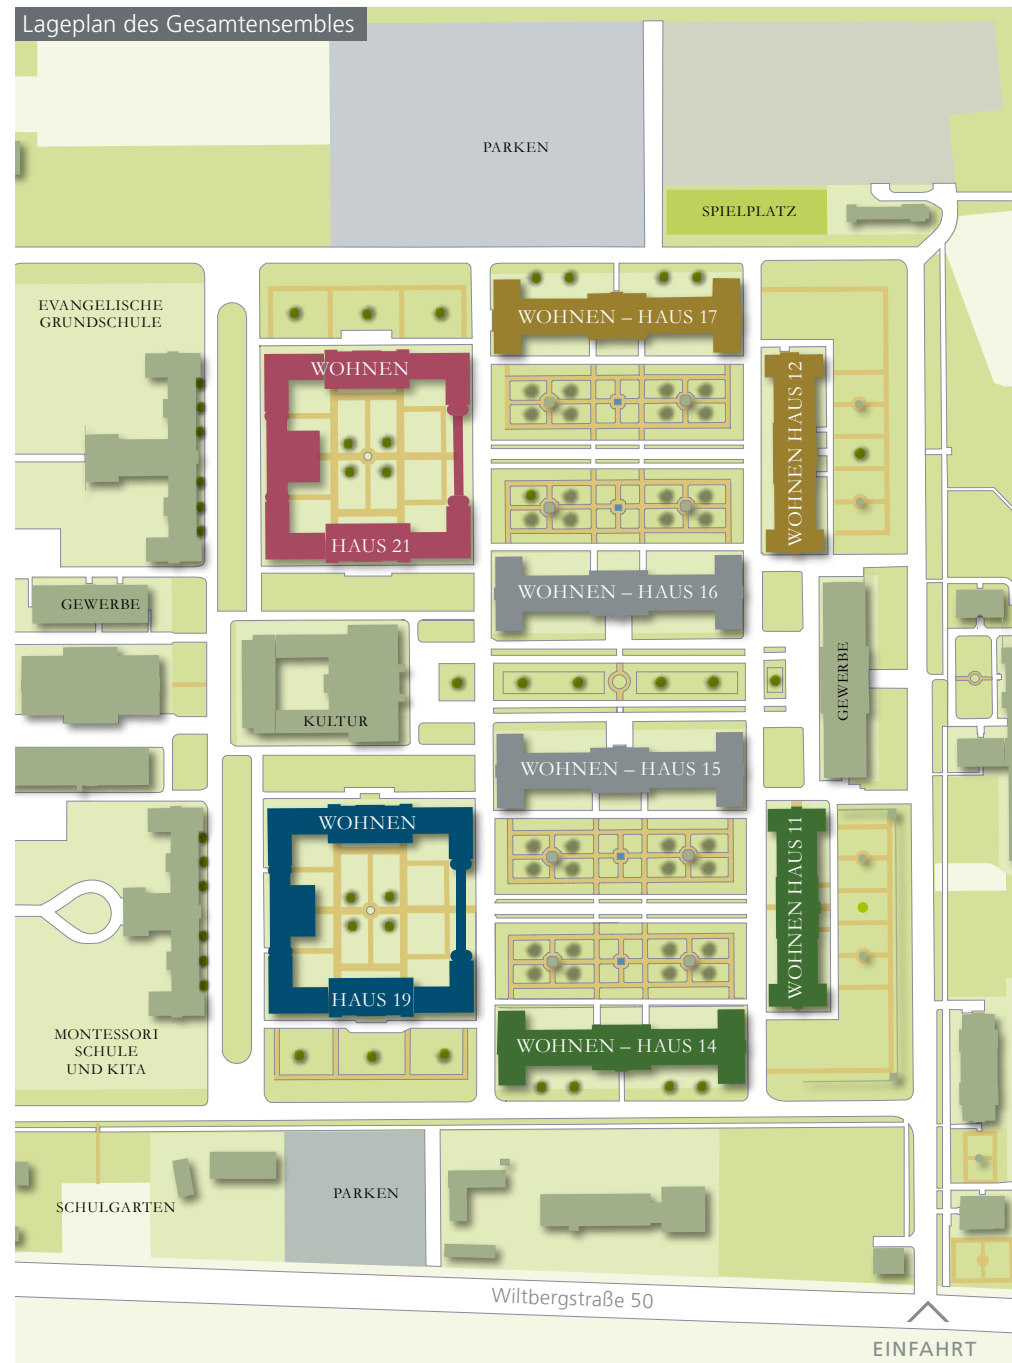 Lageplan des Gesamtensembles
PARKEN
SPIELPLATZ
EVANGELISCHE
GRUNDSCHULE
WOHNEN – HAUS 17
WOHNEN
WOHNEN HAUS 12
HAUS 21
WOHNEN – HAUS 16
GEWERBE
GEWERBE
KULTUR
WOHNEN – HAUS 15
WOHNEN
WOHNEN HAUS 11
HAUS 19
MONTESSORI
SCHULE
UND KITA
WOHNEN – HAUS 14
PARKEN
SCHULGARTEN
Wiltbergstraße 50
EINFAHRT